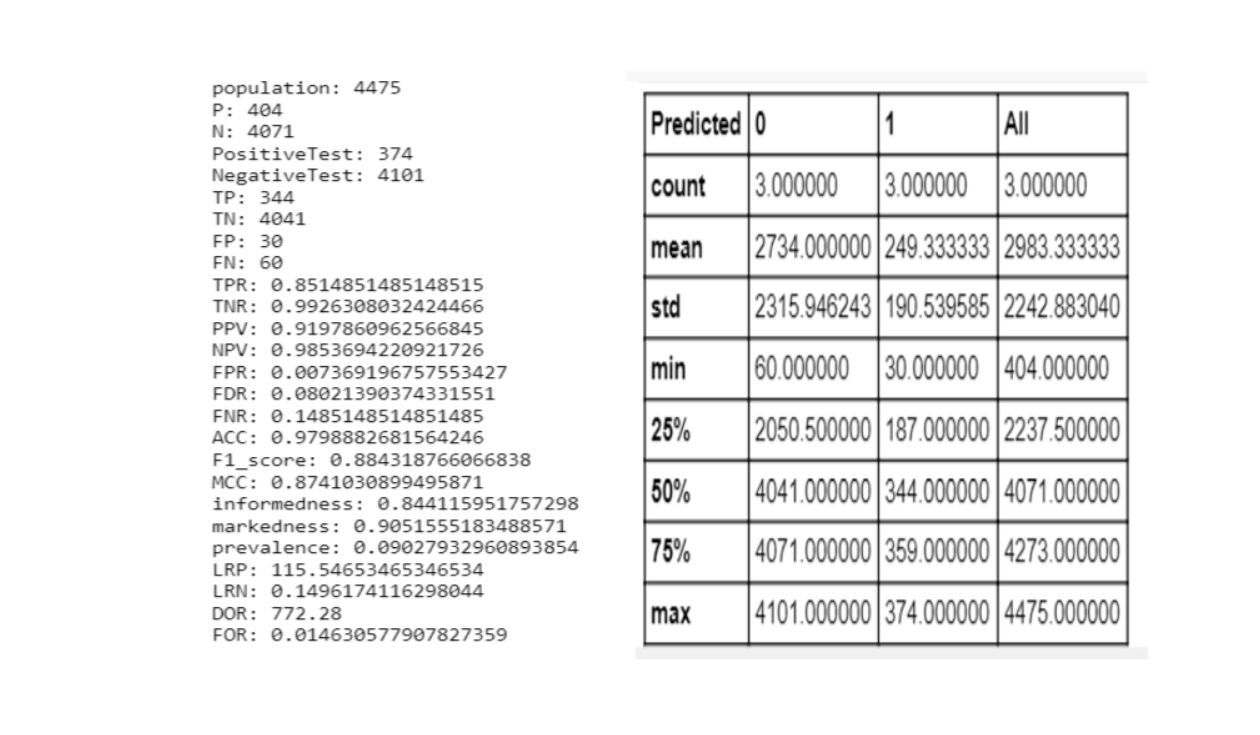 population: 4475
P: 404
N: 4071
PositiveTest: 374
NegativeTest: 4101
TP: 344
TN: 4041
FP: 30
FN: 60
TPR: 0.8514851485148515
TNR: 0.9926308032424466
PPV: 0.9197860962566845
NPV: 0.9853694220921726
FPR: 0.007369196757553427
FDR: 0.08021390374331551
FNR: 0.1485148514851485
ACC: 0.9798882681564246
F1_score: 0.884318766066838
MCC: 0.8741030899495871
informedness: 0.844115951757298
markedness: 0.9051555183488571
prevalence: 0.09027932960893854
LRP: 115.54653465346534
LRN: 0.1496174116298044
DOR: 772.28
FOR: 0.014630577907827359
Predicted 0 1 All
count 3.000000 3.000000 3.000000
mean 2734.000000 249.333333 2983.333333
std 2315.946243 190.539585 2242.883040
min 60.000000 30.000000 404.000000
25% 2050.500000 187.000000 2237.500000
50% 4041.000000 344.000000 4071.000000
75% 4071.000000 359.000000 4273.000000
max 4101.000000 374.000000 4475.000000